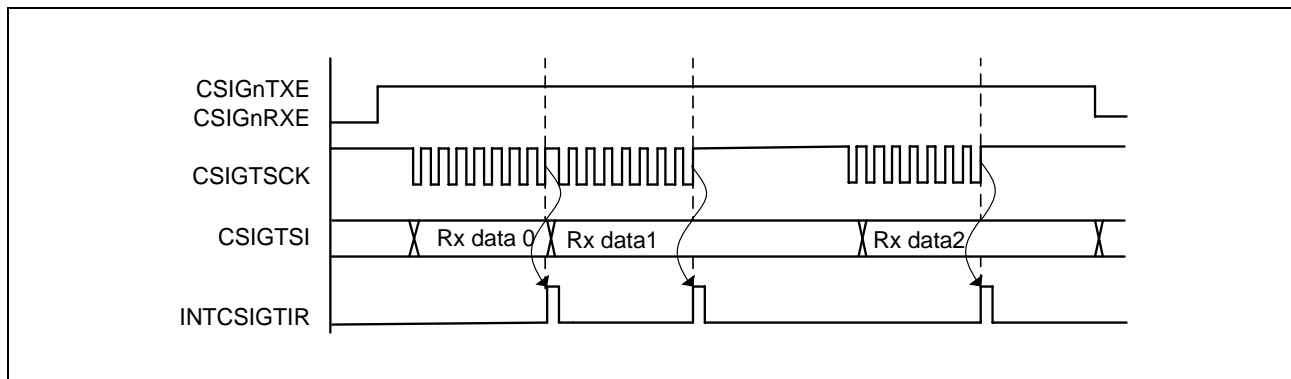 CSIGnTXE
CSIGnRXE
CSIGTSCK
CSIGTSI
Rx data 0
Rx data1
Rx data2
INTCSIGTIR